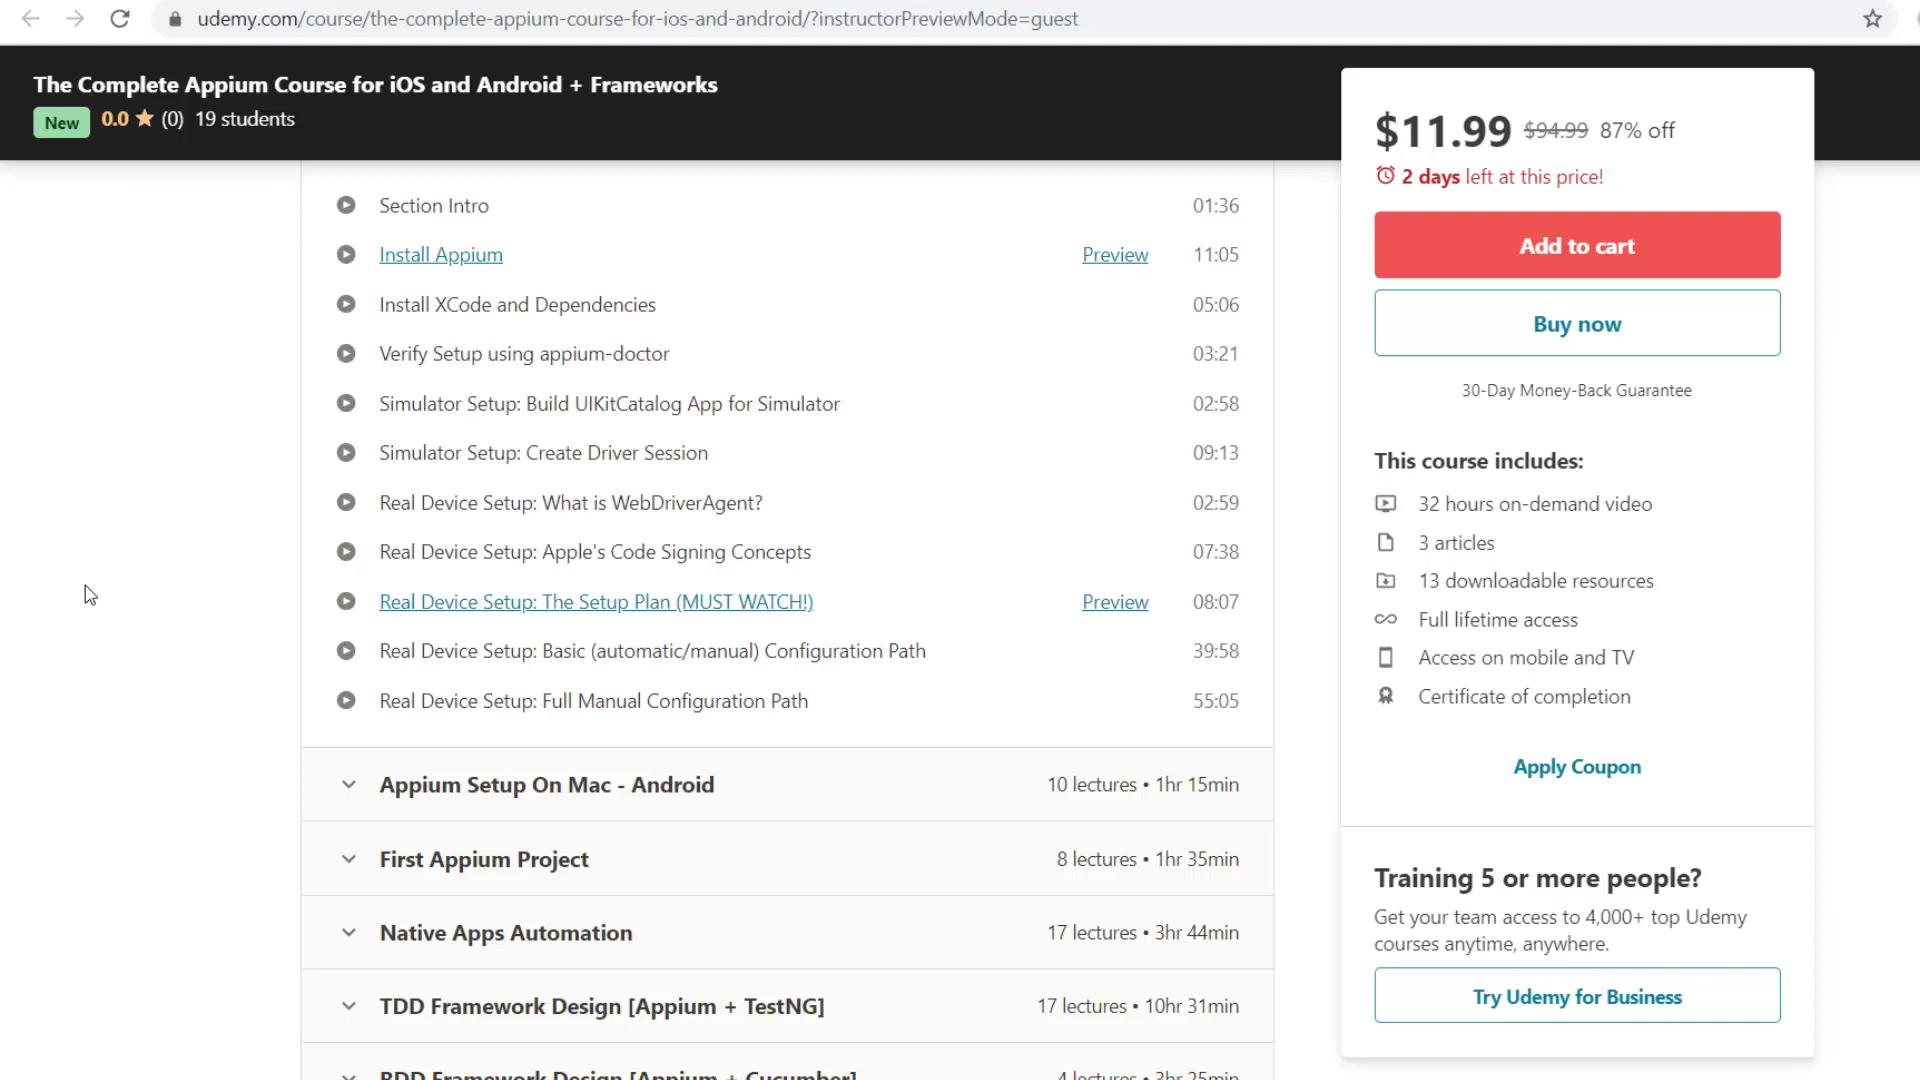 udemy.com/course/the-complete-appium-course-for-ios-and-android/?instructorPreviewMode=guest
The Complete Appium Course for iOS and Android + Frameworks
New 0.0 (0) 19 students
Section Intro 01:36
Install Appium Preview 11:05
Install XCode and Dependencies 05:06
Verify Setup using appium-doctor 03:21
Simulator Setup: Build UIKitCatalog App for Simulator 02:58
Simulator Setup: Create Driver Session 09:13
Real Device Setup: What is WebDriverAgent? 02:59
Real Device Setup: Apple's Code Signing Concepts 07:38
Real Device Setup: The Setup Plan (MUST WATCH!) Preview 08:07
Real Device Setup: Basic (automatic/manual) Configuration Path 39:58
Real Device Setup: Full Manual Configuration Path 55:05
Appium Setup On Mac - Android 10 lectures • 1hr 15min
First Appium Project 8 lectures • 1hr 35min
Native Apps Automation 17 lectures • 3hr 44min
TDD Framework Design [Appium + TestNG] 17 lectures • 10hr 31min
BDD Framework Design [Appium + Cucumber] 4 lectures • 3hr 25min
$11.99 $94.99 87% off
2 days left at this price!
Add to cart
Buy now
30-Day Money-Back Guarantee
This course includes:
32 hours on-demand video
3 articles
13 downloadable resources
Full lifetime access
Access on mobile and TV
Certificate of completion
Apply Coupon
Training 5 or more people?
Get your team access to 4,000+ top Udemy
courses anytime, anywhere.
Try Udemy for Business